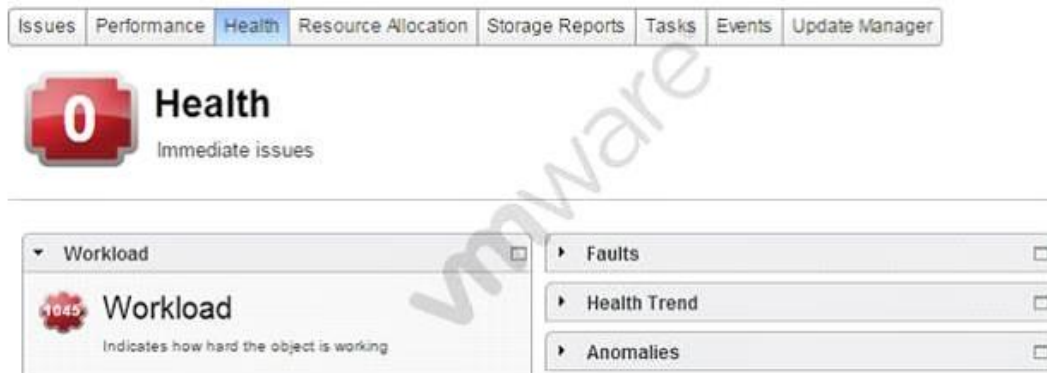 Issues Performance Health Resource Allocation Storage Reports Tasks Events Update Manager
0
Health
Immediate issues
vmware
Workload
Faults
1045
Workload
Health Trend
Indicates how hard the object is working
Anomalies